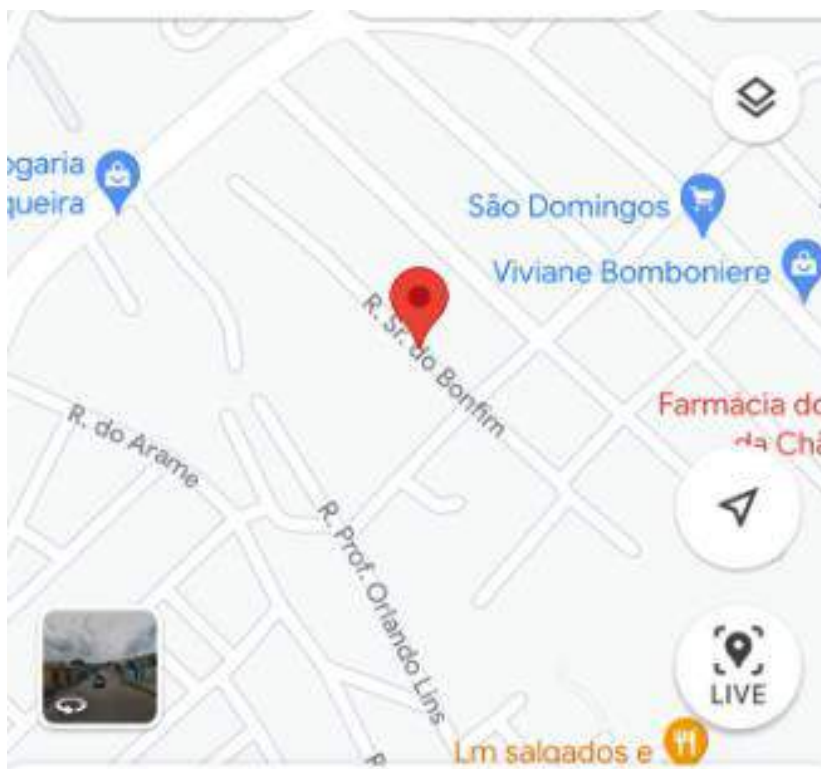 ogaria
queira
São Domingos
Viviane Bomboniere
R. Sr. do Bonfim
Farmácia do
da Chã
R. do Arame
R. Prof. Orlando Lins
LIVE
R
Lm salgados e